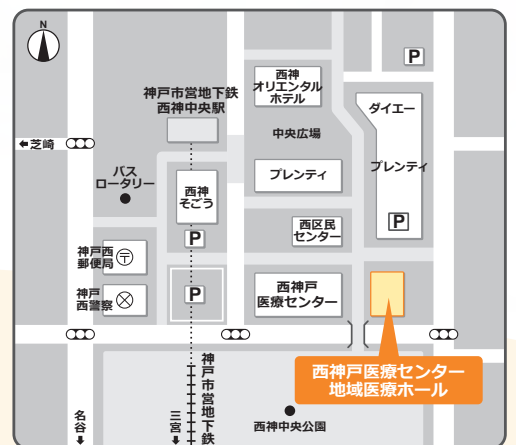 N
P
西神
オリエンタル
ホテル
神戸市営地下鉄
西神中央駅
ダイエー
←芝崎
中央広場
バス
ロータリー
プレンティ
プレンティ
西神
そごう
P
西区民
センター
P
神戸西
郵便局
〒
神戸
西警察
P
西神戸
医療センター
西神戸医療センター
地域医療ホール
神戸市営地下鉄
名谷↓
三宮↓
西神中央公園